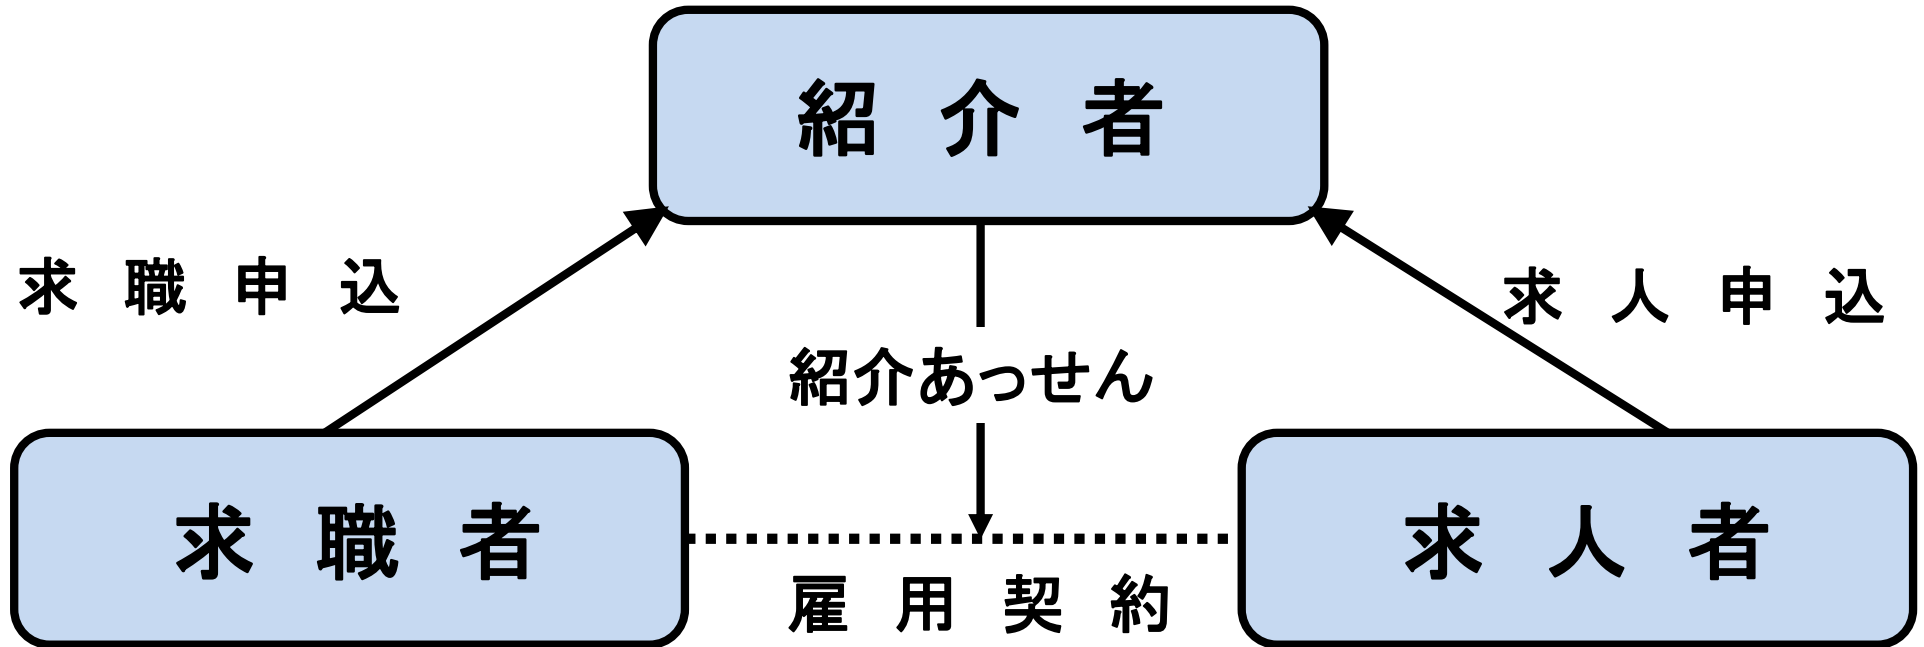 紹介者
求職申込
求人申込
紹介あっせん
求職者
求人者
雇用契約